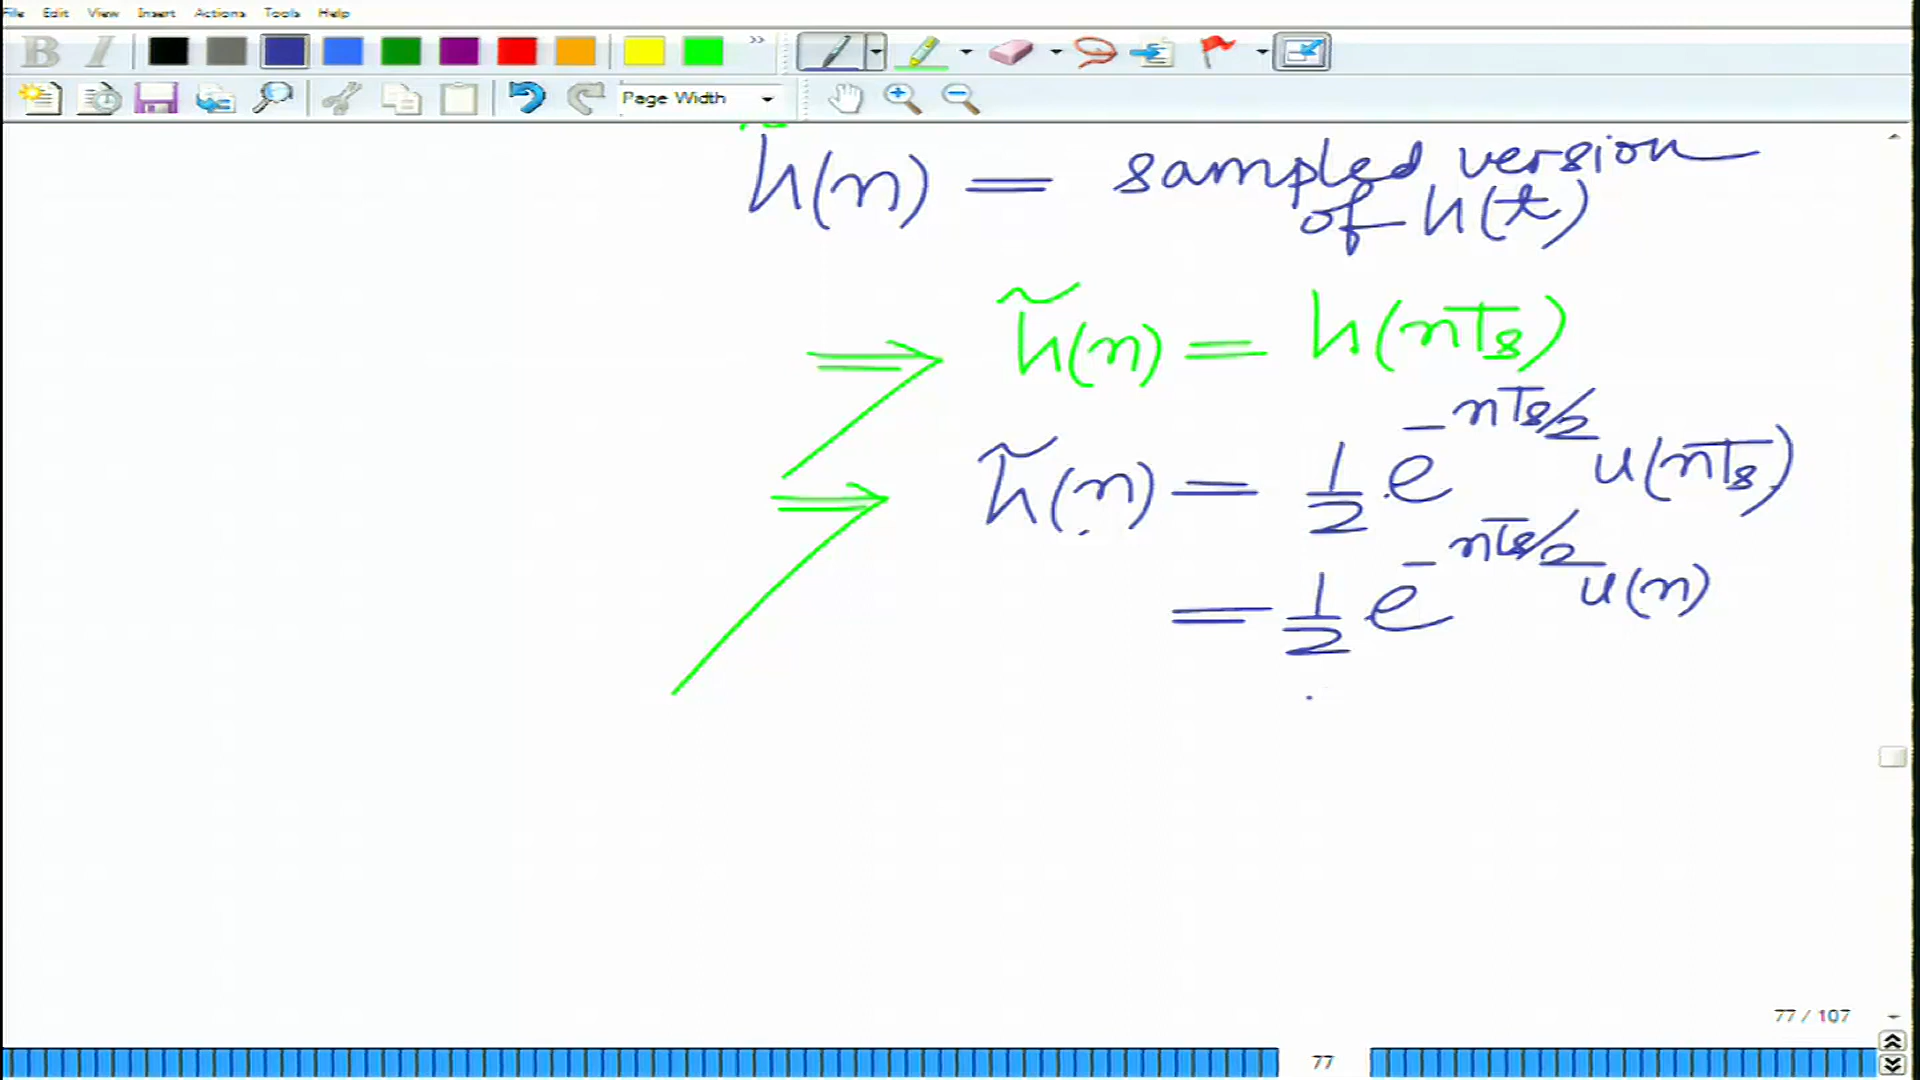 File Edit View Insert Actions Tools Help
B I
Page Width
h̃(n) = sampled version
of h(t)
⇒ h̃(n) = h(nTs)
⇒ h̃(n) = 1/2 e^(-nTs/2) u(nTs)
= 1/2 e^(-nTs/2) u(n)
77 / 107
77